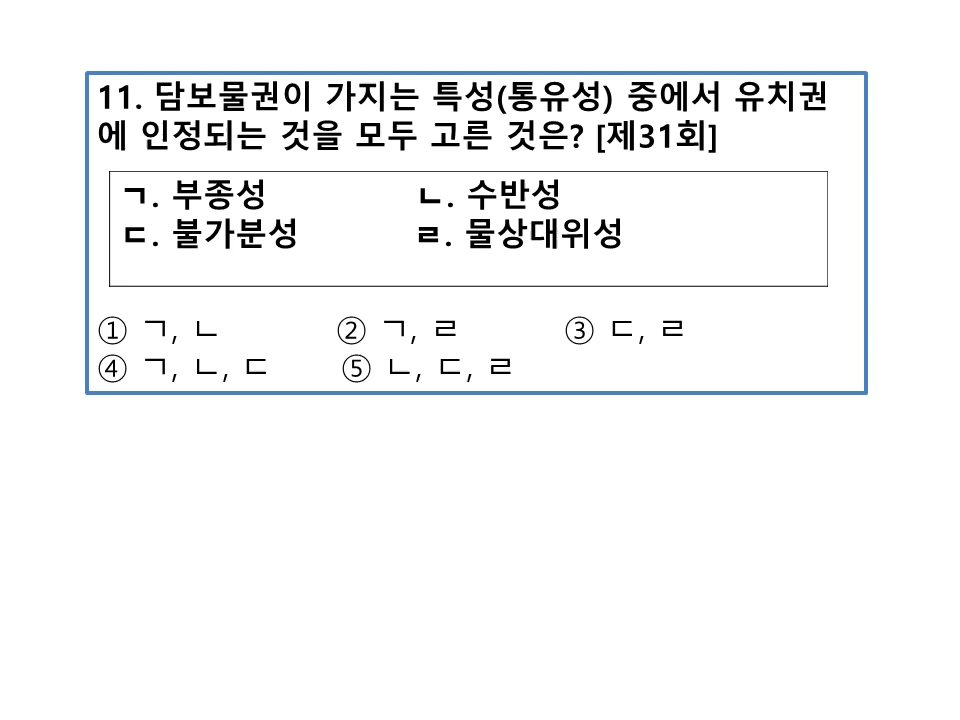 11. 담보물권이 가지는 특성(통유성) 중에서 유치권
에 인정되는 것을 모두 고른 것은? [제31회]
ㄱ. 부종성 ㄴ. 수반성
ㄷ. 불가분성 ㄹ. 물상대위성
① ㄱ, ㄴ ② ㄱ, ㄹ ③ ㄷ, ㄹ
④ ㄱ, ㄴ, ㄷ ⑤ ㄴ, ㄷ, ㄹ